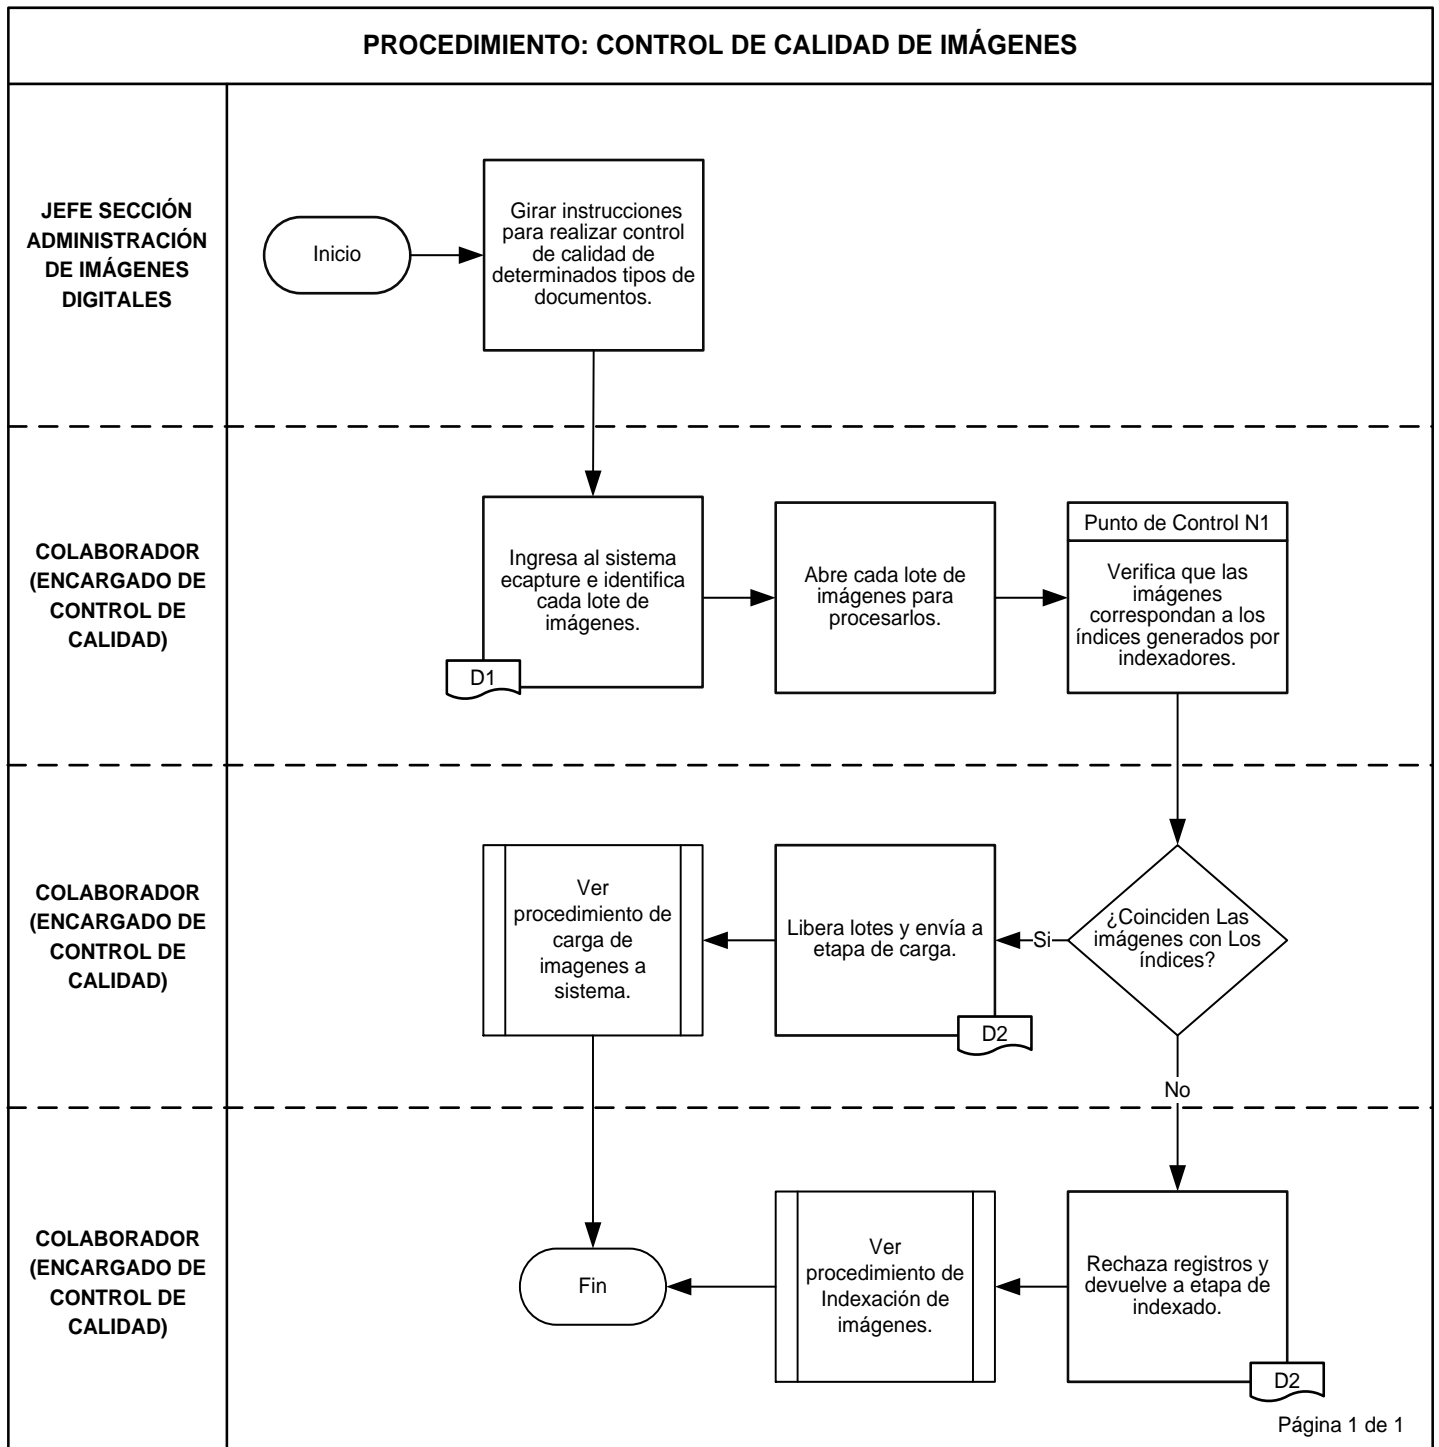 PROCEDIMIENTO: CONTROL DE CALIDAD DE IMÁGENES
JEFE SECCIÓN
ADMINISTRACIÓN
DE IMÁGENES
DIGITALES
Inicio
Girar instrucciones
para realizar control
de calidad de
determinados tipos de
documentos.
COLABORADOR
(ENCARGADO DE
CONTROL DE
CALIDAD)
Ingresa al sistema
ecapture e identifica
cada lote de
imágenes.
D1
Abre cada lote de
imágenes para
procesarlos.
Punto de Control N1
Verifica que las
imágenes
correspondan a los
índices generados por
indexadores.
COLABORADOR
(ENCARGADO DE
CONTROL DE
CALIDAD)
Ver
procedimiento de
carga de
imagenes a
sistema.
Libera lotes y envía a
etapa de carga.
D2
Si
¿Coinciden Las
imágenes con Los
índices?
No
COLABORADOR
(ENCARGADO DE
CONTROL DE
CALIDAD)
Fin
Ver
procedimiento de
Indexación de
imágenes.
Rechaza registros y
devuelve a etapa de
indexado.
D2
Página 1 de 1